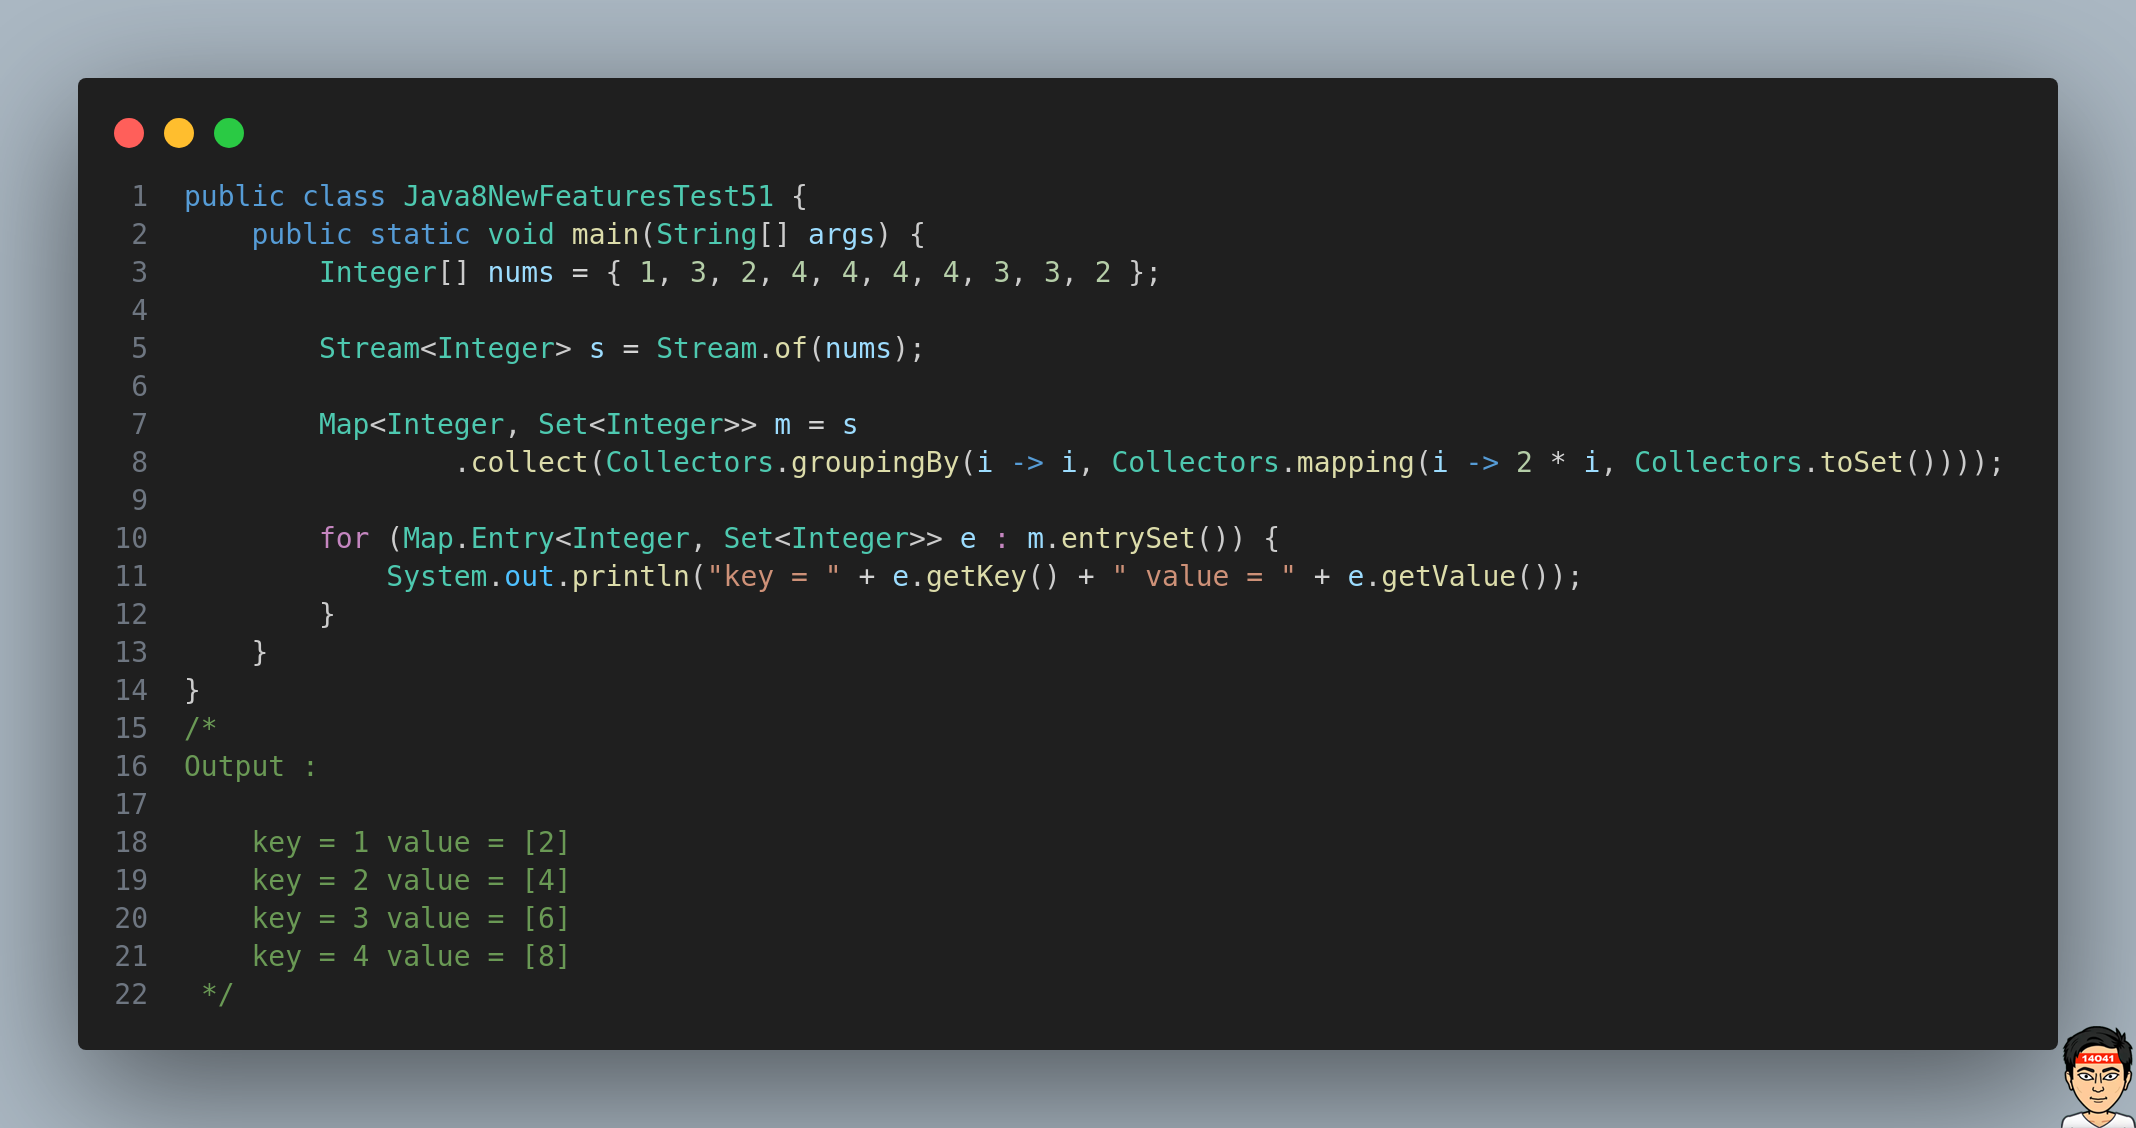 1 public class Java8NewFeaturesTest51 {
2     public static void main(String[] args) {
3         Integer[] nums = { 1, 3, 2, 4, 4, 4, 4, 3, 3, 2 };
4
5         Stream<Integer> s = Stream.of(nums);
6
7         Map<Integer, Set<Integer>> m = s
8                 .collect(Collectors.groupingBy(i -> i, Collectors.mapping(i -> 2 * i, Collectors.toSet())));
9
10         for (Map.Entry<Integer, Set<Integer>> e : m.entrySet()) {
11             System.out.println("key = " + e.getKey() + " value = " + e.getValue());
12         }
13     }
14 }
15 /*
16 Output :
17
18     key = 1 value = [2]
19     key = 2 value = [4]
20     key = 3 value = [6]
21     key = 4 value = [8]
22  */
14041